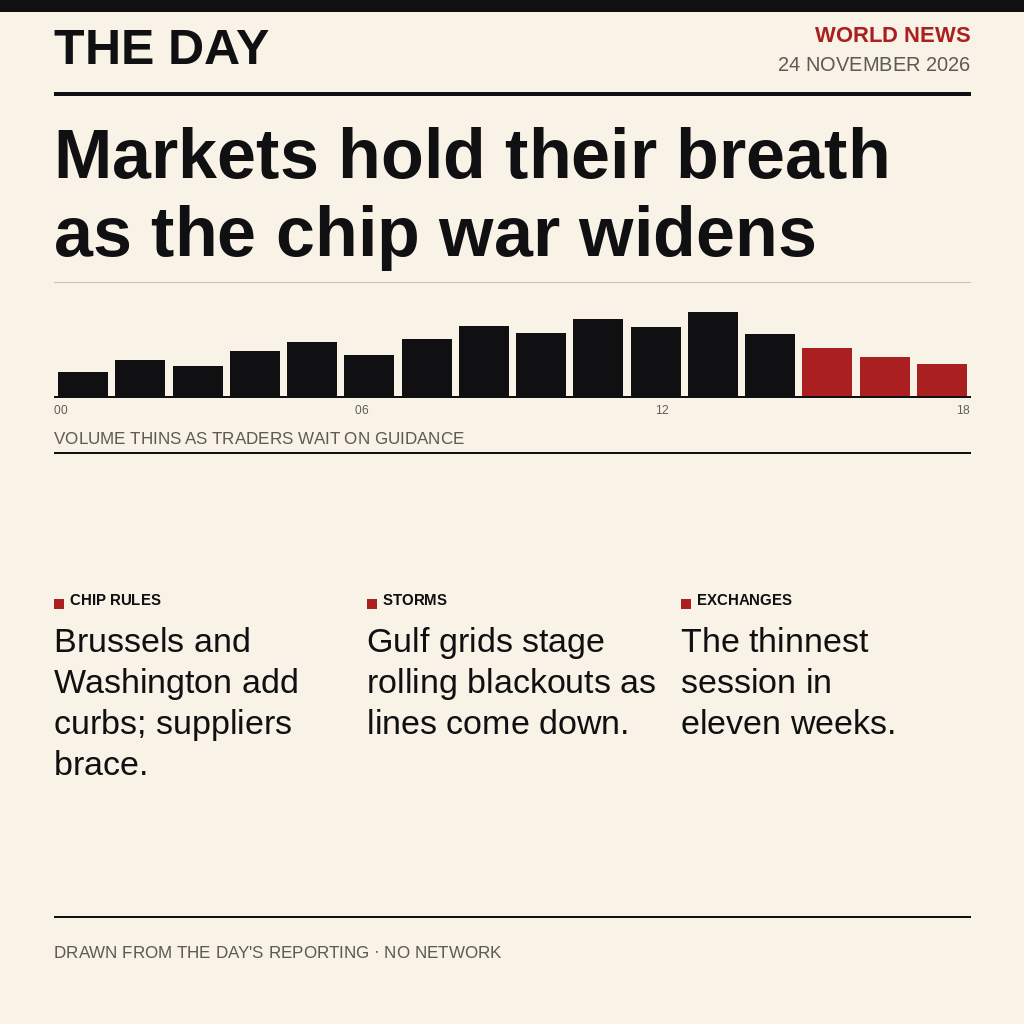 THE DAY
WORLD NEWS
24 NOVEMBER 2026
Markets hold their breath
as the chip war widens
00 06 12 18
VOLUME THINS AS TRADERS WAIT ON GUIDANCE
CHIP RULES
Brussels and
Washington add
curbs; suppliers
brace.
STORMS
Gulf grids stage
rolling blackouts as
lines come down.
EXCHANGES
The thinnest
session in
eleven weeks.
DRAWN FROM THE DAY'S REPORTING · NO NETWORK